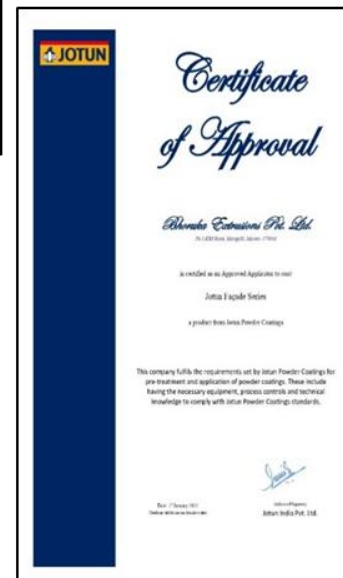 JOTUN
Certificate
of Approval
Bhoruka Extrusions Pvt. Ltd.
is certified as an Approved Applicator to coat
Jotun Façade Series
a product from Jotun Powder Coatings
This company fulfils the requirements set by Jotun Powder Coatings for
pre-treatment and application of powder coatings. These include
having the necessary equipment, process controls and technical
knowledge to comply with Jotun Powder Coatings standards.
Jotun India Pvt. Ltd.